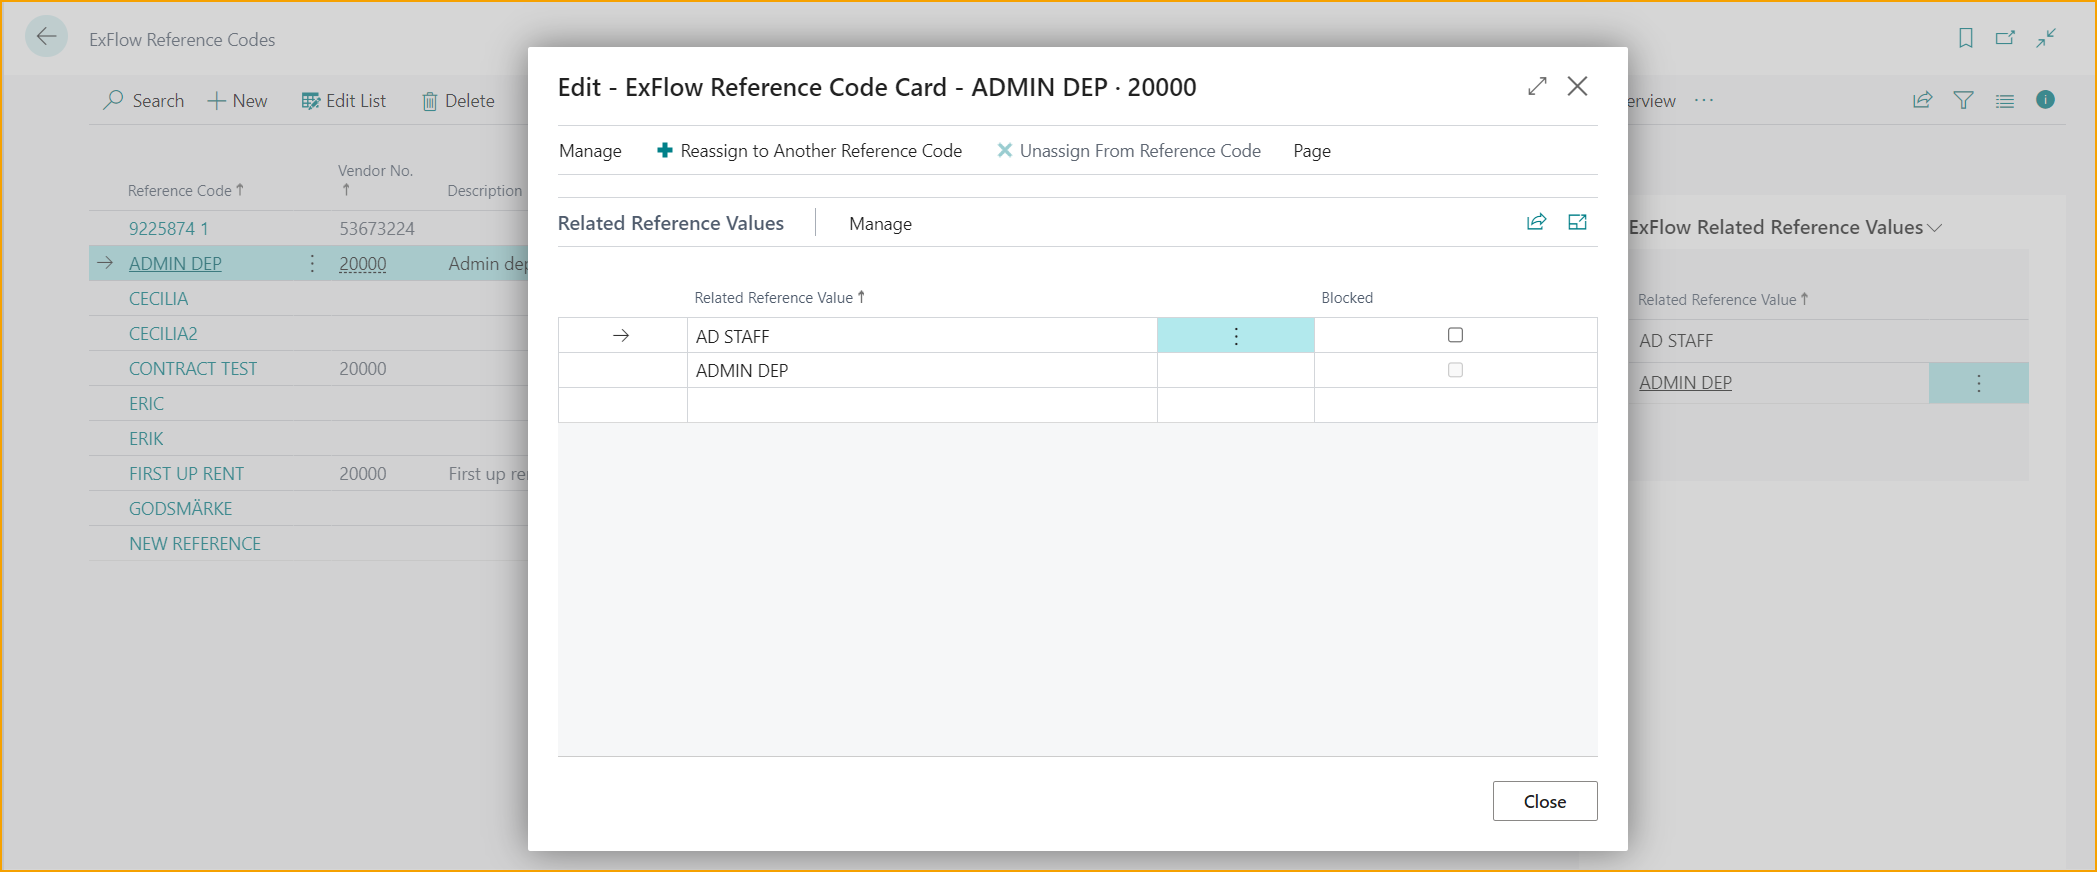 ExFlow Reference Codes
Search New Edit List Delete
Reference Code Vendor No. Description
9225874 1 53673224
ADMIN DEP 20000 Admin dep
CECILIA
CECILIA2
CONTRACT TEST 20000
ERIC
ERIK
FIRST UP RENT 20000 First up re
GODSMÄRKE
NEW REFERENCE
Edit - ExFlow Reference Code Card - ADMIN DEP · 20000
Manage Reassign to Another Reference Code Unassign From Reference Code Page
Related Reference Values Manage
Related Reference Value Blocked
AD STAFF
ADMIN DEP
Close
erview
ExFlow Related Reference Values
Related Reference Value
AD STAFF
ADMIN DEP